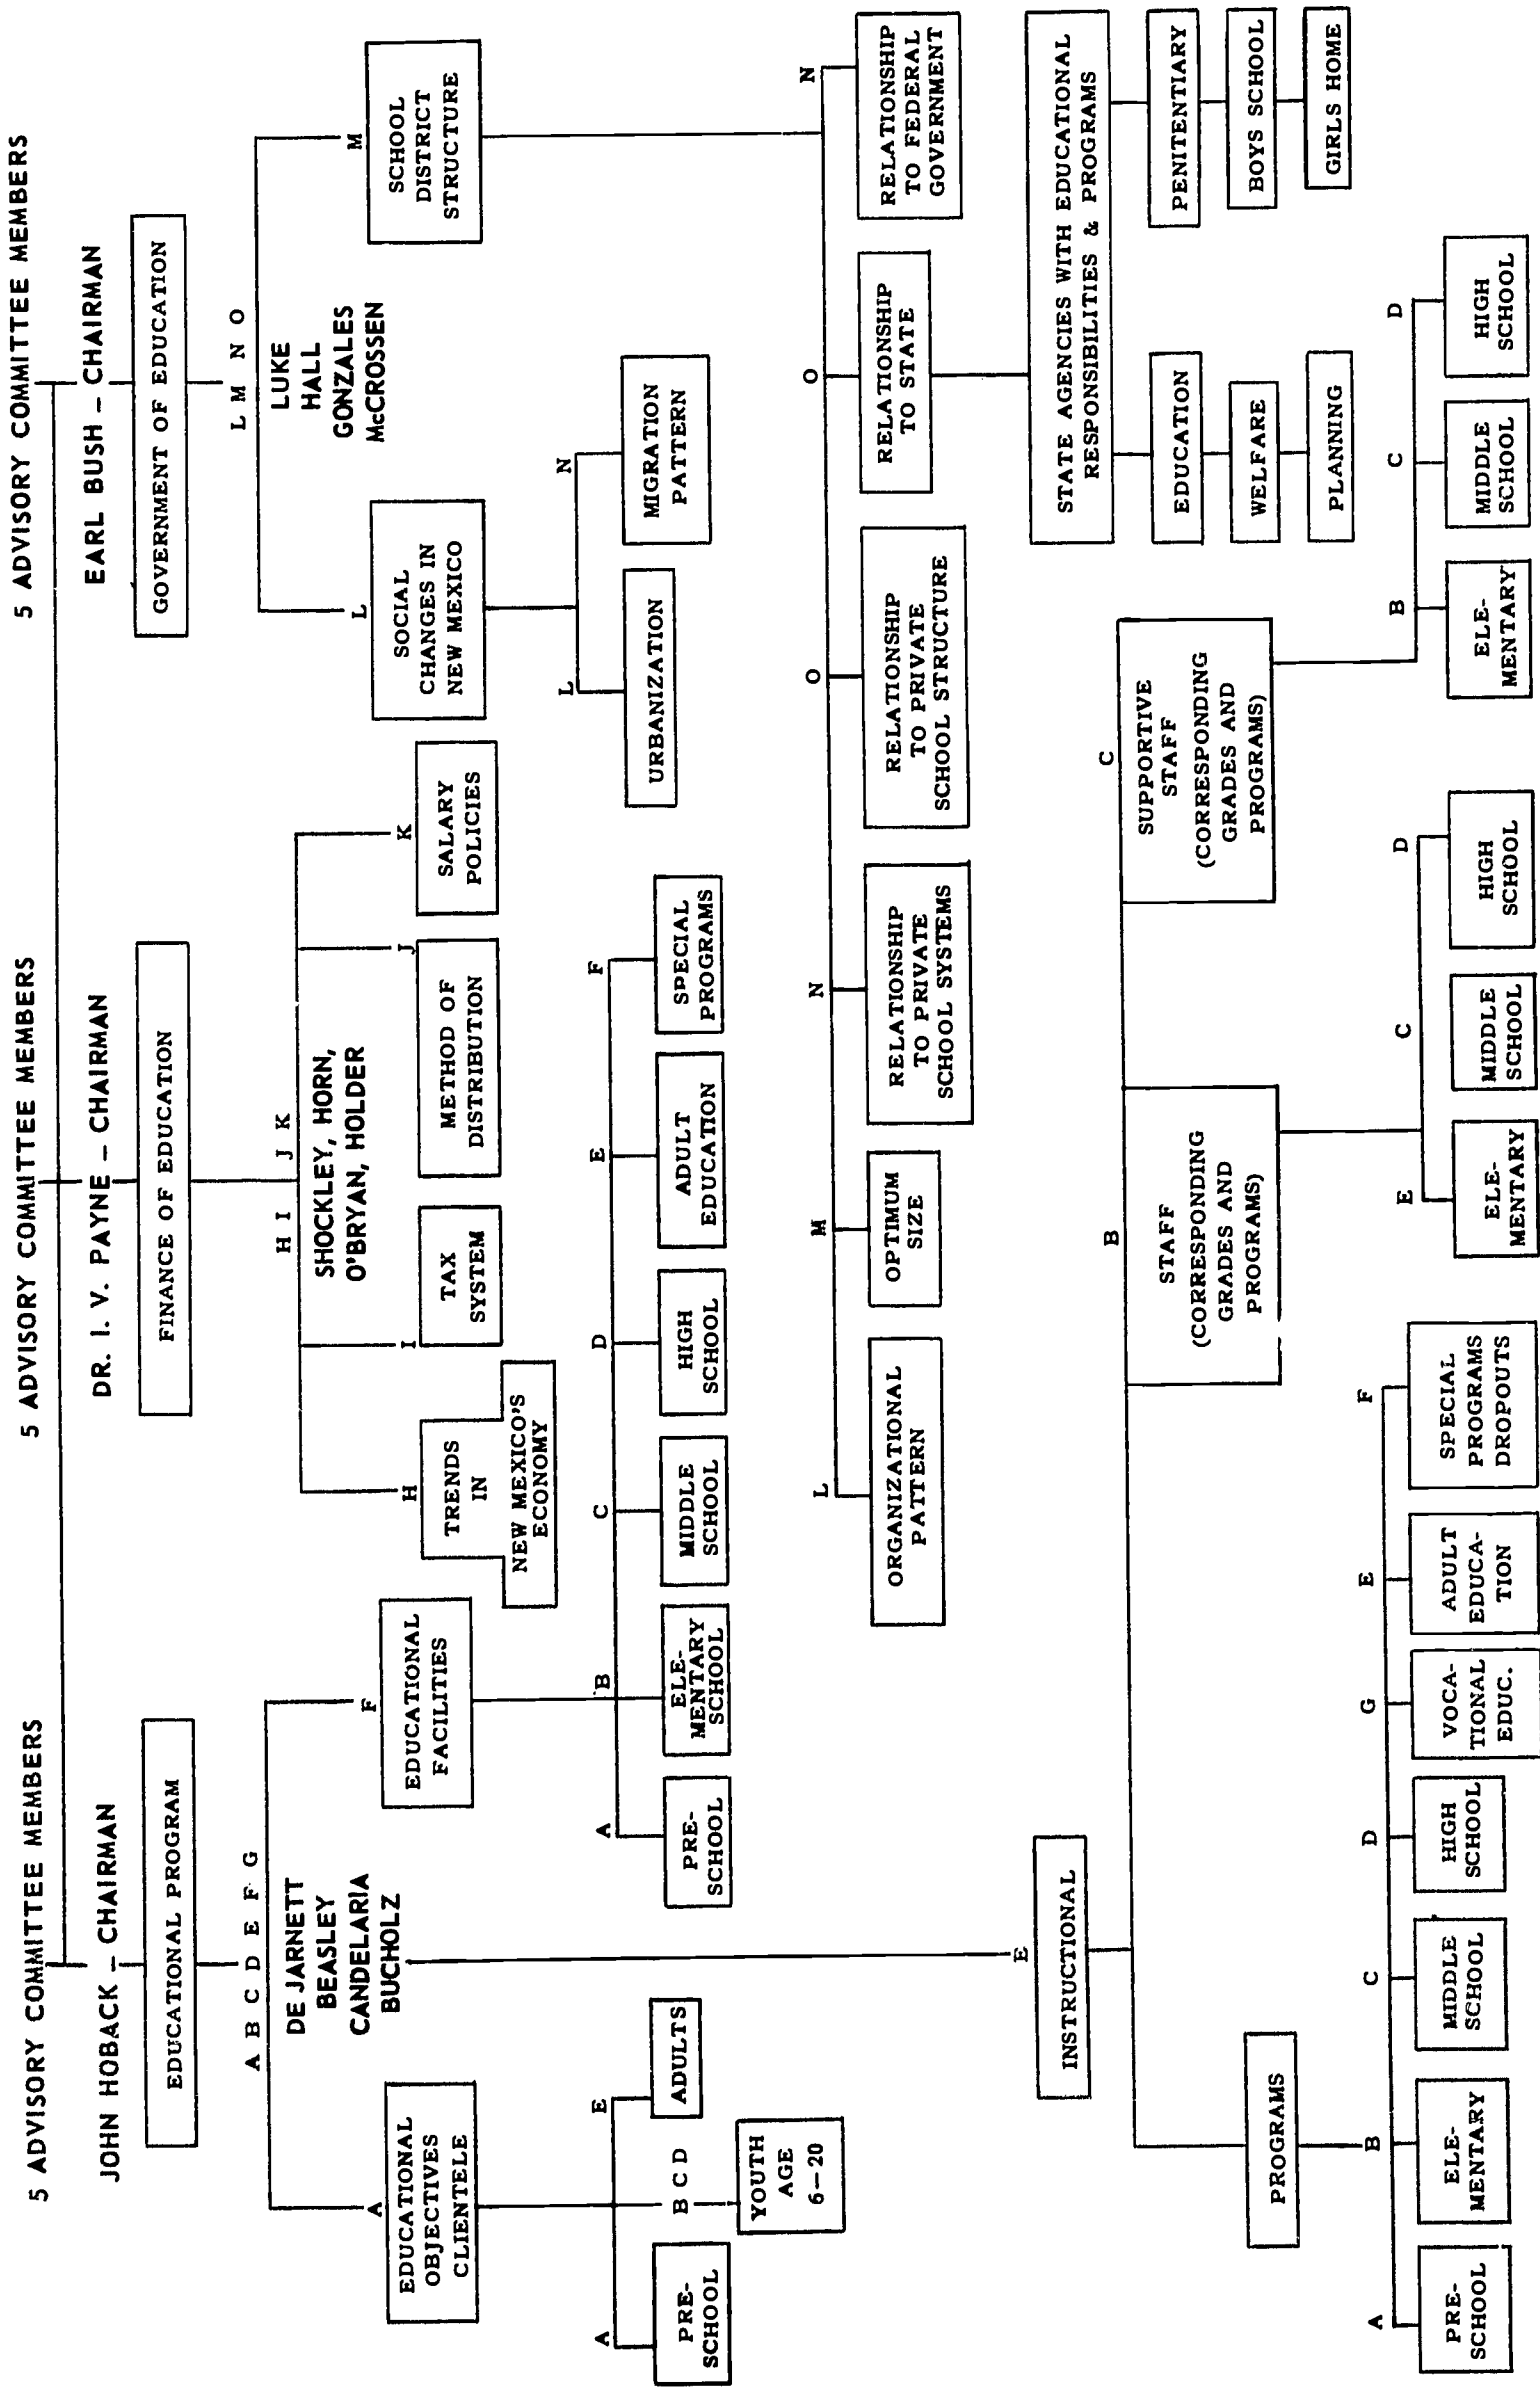 5 ADVISORY COMMITTEE MEMBERS
JOHN HOBACK – CHAIRMAN
EDUCATIONAL PROGRAM
A B C D E F G
DE JARNETT
BEASLEY
CANDELARIA
BUCHOLZ
A
EDUCATIONAL
OBJECTIVES
CLIENTELE
A
PRE-
SCHOOL
B C D
YOUTH
AGE
6–20
E
ADULTS
F
EDUCATIONAL
FACILITIES
A
PRE-
SCHOOL
B
ELE-
MENTARY
SCHOOL
C
MIDDLE
SCHOOL
D
HIGH
SCHOOL
E
ADULT
EDUCATION
F
SPECIAL
PROGRAMS
5 ADVISORY COMMITTEE MEMBERS
DR. I. V. PAYNE – CHAIRMAN
FINANCE OF EDUCATION
H I J K
SHOCKLEY, HORN,
O'BRYAN, HOLDER
H
TRENDS
IN
NEW MEXICO'S
ECONOMY
I
TAX
SYSTEM
J
METHOD OF
DISTRIBUTION
K
SALARY
POLICIES
5 ADVISORY COMMITTEE MEMBERS
EARL BUSH – CHAIRMAN
GOVERNMENT OF EDUCATION
L M N O
LUKE
HALL
GONZALES
McCROSSEN
L
SOCIAL
CHANGES IN
NEW MEXICO
L
URBANIZATION
N
MIGRATION
PATTERN
M
SCHOOL
DISTRICT
STRUCTURE
L
ORGANIZATIONAL
PATTERN
M
OPTIMUM
SIZE
N
RELATIONSHIP
TO PRIVATE
SCHOOL SYSTEMS
O
RELATIONSHIP
TO PRIVATE
SCHOOL STRUCTURE
O
RELATIONSHIP
TO STATE
N
RELATIONSHIP
TO FEDERAL
GOVERNMENT
STATE AGENCIES WITH EDUCATIONAL
RESPONSIBILITIES & PROGRAMS
EDUCATION
WELFARE
PLANNING
PENITENTIARY
BOYS SCHOOL
GIRLS HOME
E
INSTRUCTIONAL
PROGRAMS
A
PRE-
SCHOOL
B
ELE-
MENTARY
C
MIDDLE
SCHOOL
D
HIGH
SCHOOL
G
VOCA-
TIONAL
EDUC.
E
ADULT
EDUCA-
TION
F
SPECIAL
PROGRAMS
DROPOUTS
B
STAFF
(CORRESPONDING
GRADES AND
PROGRAMS)
E
ELE-
MENTARY
C
MIDDLE
SCHOOL
D
HIGH
SCHOOL
C
SUPPORTIVE
STAFF
(CORRESPONDING
GRADES AND
PROGRAMS)
B
ELE-
MENTARY
C
MIDDLE
SCHOOL
D
HIGH
SCHOOL